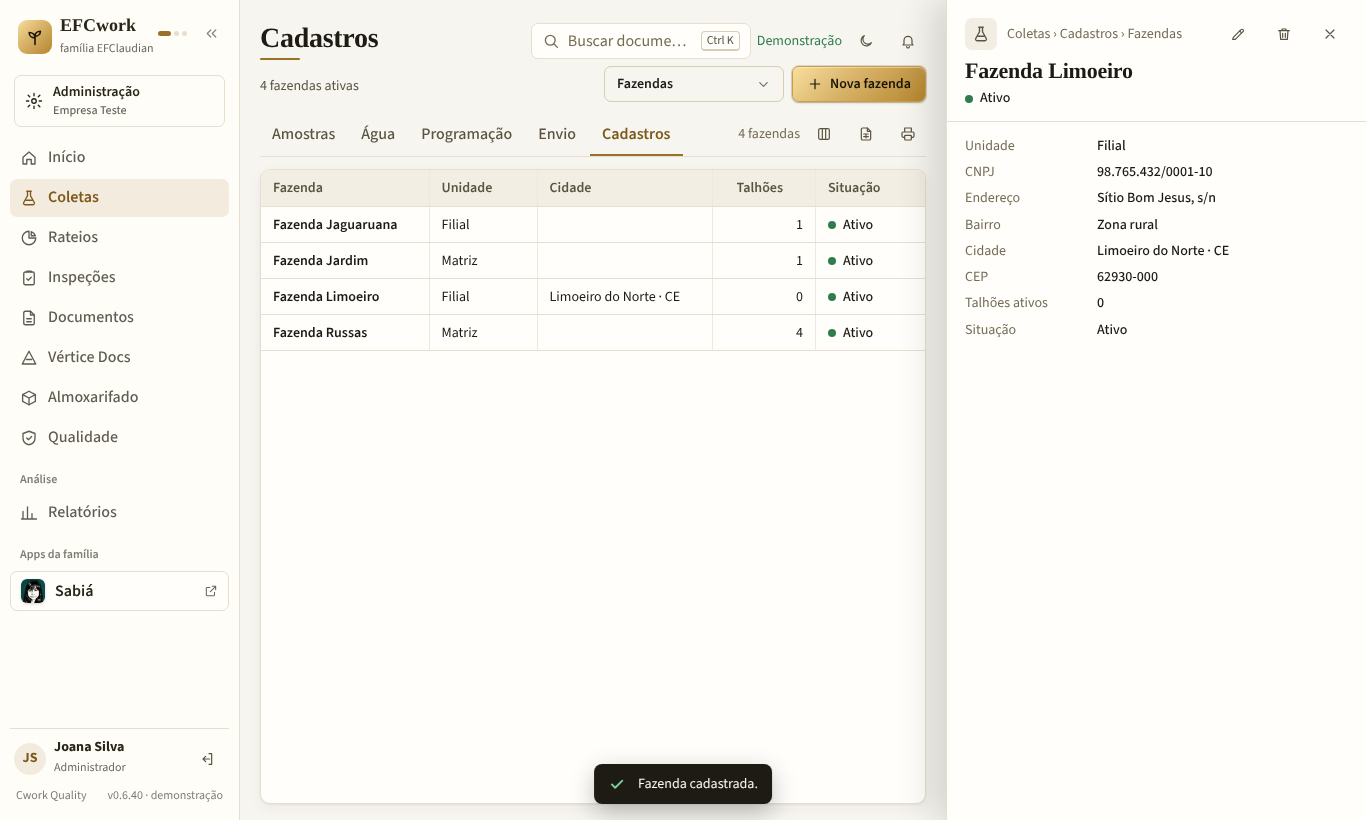 EFCwork
família EFClaudian
Administração
Empresa Teste
Início
Coletas
Rateios
Inspeções
Documentos
Vértice Docs
Almoxarifado
Qualidade
Análise
Relatórios
Apps da família
Sabiá
JS
Joana Silva
Administrador
Cwork Quality v0.6.40 · demonstração
Cadastros
Buscar docume… Ctrl K
Demonstração
4 fazendas ativas
Fazendas
Nova fazenda
Amostras Água Programação Envio Cadastros
4 fazendas
Fazenda Unidade Cidade Talhões Situação
Fazenda Jaguaruana Filial 1 Ativo
Fazenda Jardim Matriz 1 Ativo
Fazenda Limoeiro Filial Limoeiro do Norte · CE 0 Ativo
Fazenda Russas Matriz 4 Ativo
Fazenda cadastrada.
Coletas › Cadastros › Fazendas
Fazenda Limoeiro
Ativo
Unidade Filial
CNPJ 98.765.432/0001-10
Endereço Sítio Bom Jesus, s/n
Bairro Zona rural
Cidade Limoeiro do Norte · CE
CEP 62930-000
Talhões ativos 0
Situação Ativo